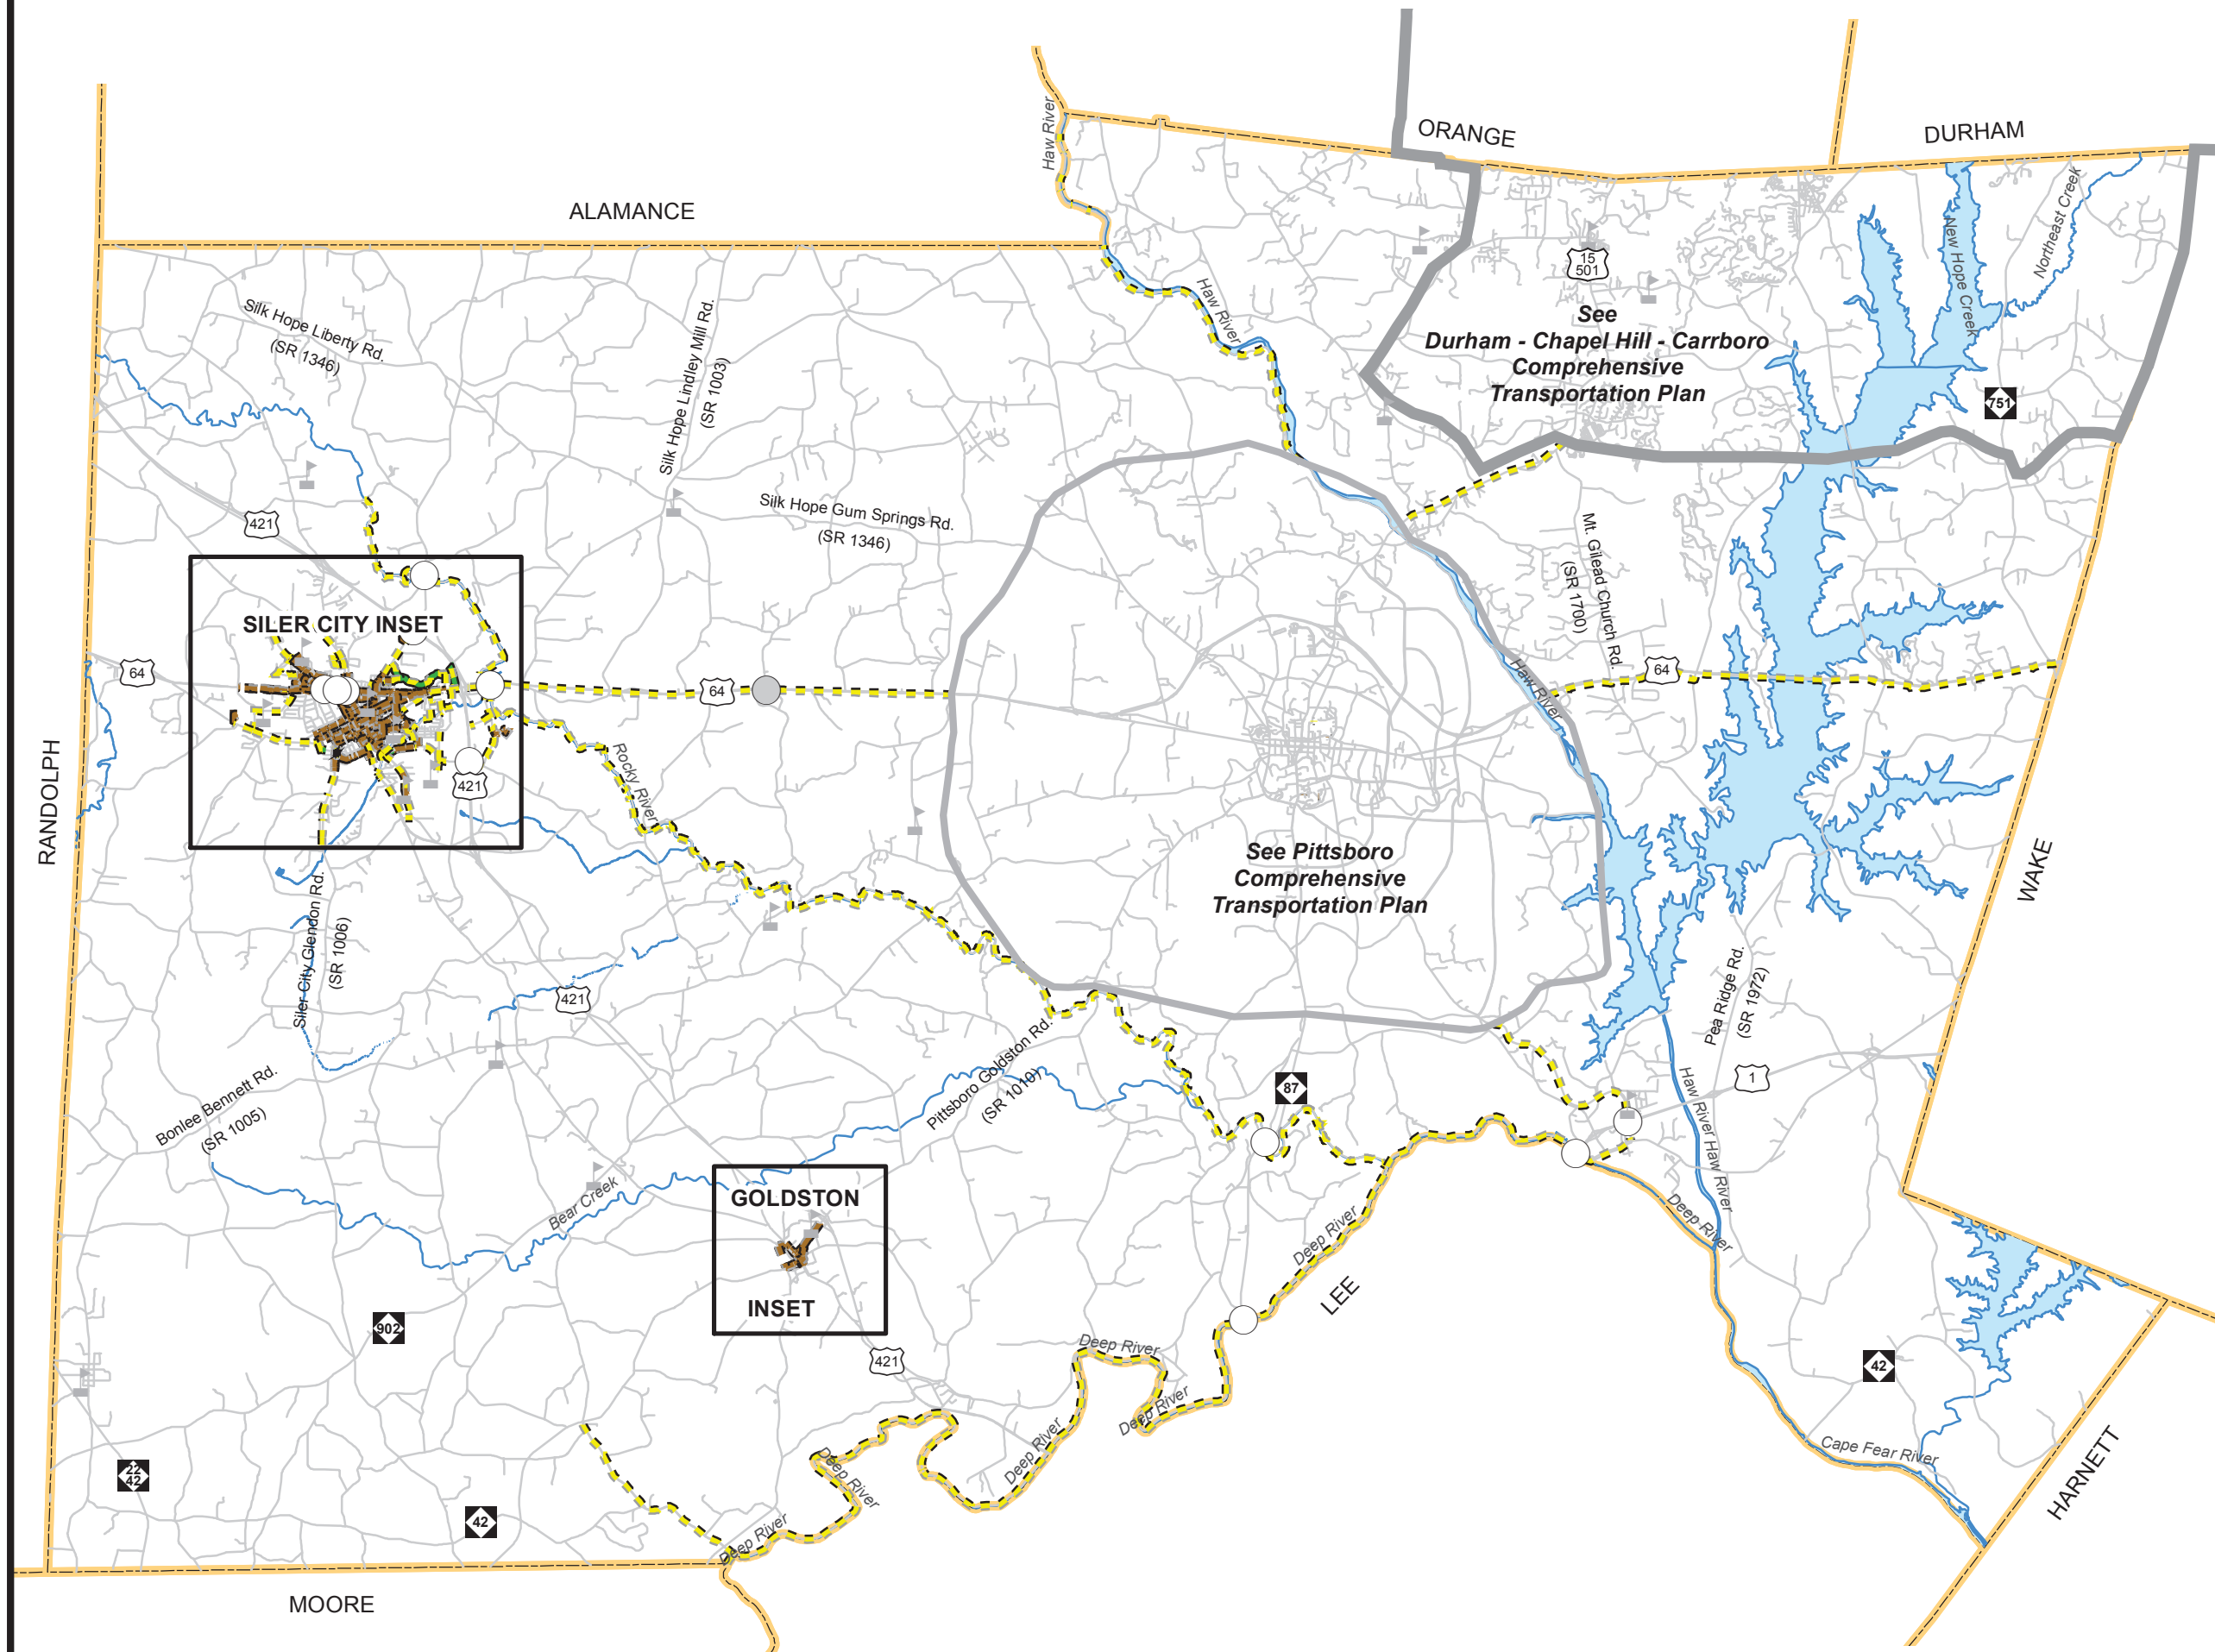 ORANGE
DURHAM
Haw River
ALAMANCE
New Hope Creek
Northeast Creek
15
501
Haw River
See
Durham - Chapel Hill - Carrboro
Comprehensive
Transportation Plan
Silk Hope Liberty Rd.
(SR 1346)
Silk Hope Lindley Mill Rd.
(SR 1003)
751
421
Silk Hope Gum Springs Rd.
(SR 1346)
Mt. Gilead Church Rd.
(SR 1700)
SILER CITY INSET
64
64
64
Haw River
421
Rocky River
RANDOLPH
See Pittsboro
Comprehensive
Transportation Plan
WAKE
Siler City Glendon Rd.
(SR 1006)
421
Pea Ridge Rd.
(SR 1972)
Pittsboro Goldston Rd.
(SR 1010)
1
87
Bonlee Bennett Rd.
(SR 1005)
Haw River
Haw River
Bear Creek
GOLDSTON
INSET
Deep River
Deep River
LEE
902
421
Deep River
Deep River
42
Deep River
Deep River
Cape Fear River
22
42
42
Deep River
HARNETT
MOORE